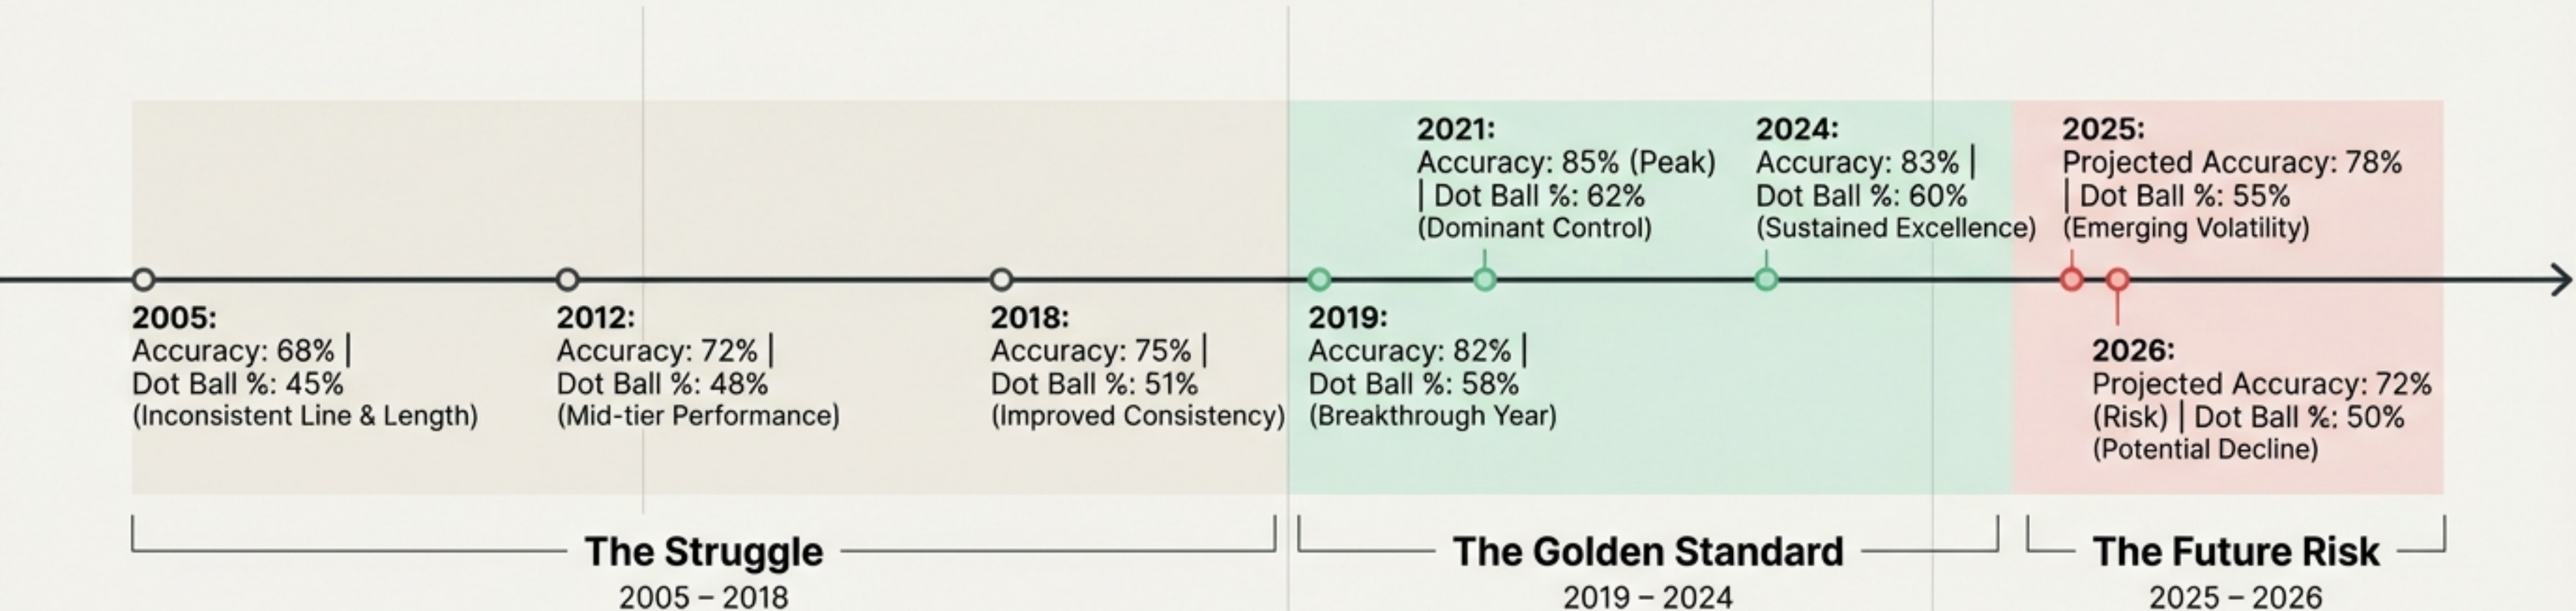 2005:
Accuracy: 68% |
Dot Ball %: 45%
(Inconsistent Line & Length)
2012:
Accuracy: 72% |
Dot Ball %: 48%
(Mid-tier Performance)
2018:
Accuracy: 75% |
Dot Ball %: 51%
(Improved Consistency)
2019:
Accuracy: 82% |
Dot Ball %: 58%
(Breakthrough Year)
2021:
Accuracy: 85% (Peak)
| Dot Ball %: 62%
(Dominant Control)
2024:
Accuracy: 83% |
Dot Ball %: 60%
(Sustained Excellence)
2025:
Projected Accuracy: 78%
| Dot Ball %: 55%
(Emerging Volatility)
2026:
Projected Accuracy: 72%
(Risk) | Dot Ball %: 50%
(Potential Decline)
The Struggle
2005 – 2018
The Golden Standard
2019 – 2024
The Future Risk
2025 – 2026